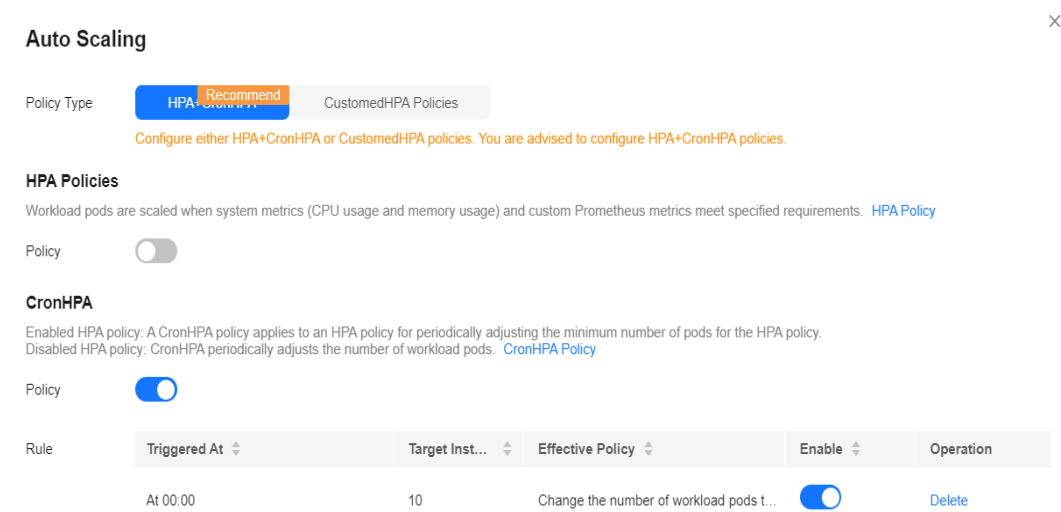 Auto Scaling
Policy Type
Recommend
CustomedHPA Policies
Configure either HPA+CronHPA or CustomedHPA policies. You are advised to configure HPA+CronHPA policies.
HPA Policies
Workload pods are scaled when system metrics (CPU usage and memory usage) and custom Prometheus metrics meet specified requirements. HPA Policy
Policy
CronHPA
Enabled HPA policy: A CronHPA policy applies to an HPA policy for periodically adjusting the minimum number of pods for the HPA policy.
Disabled HPA policy: CronHPA periodically adjusts the number of workload pods. CronHPA Policy
Policy
Rule Triggered At Target Inst... Effective Policy Enable Operation
At 00:00 10 Change the number of workload pods t... Delete